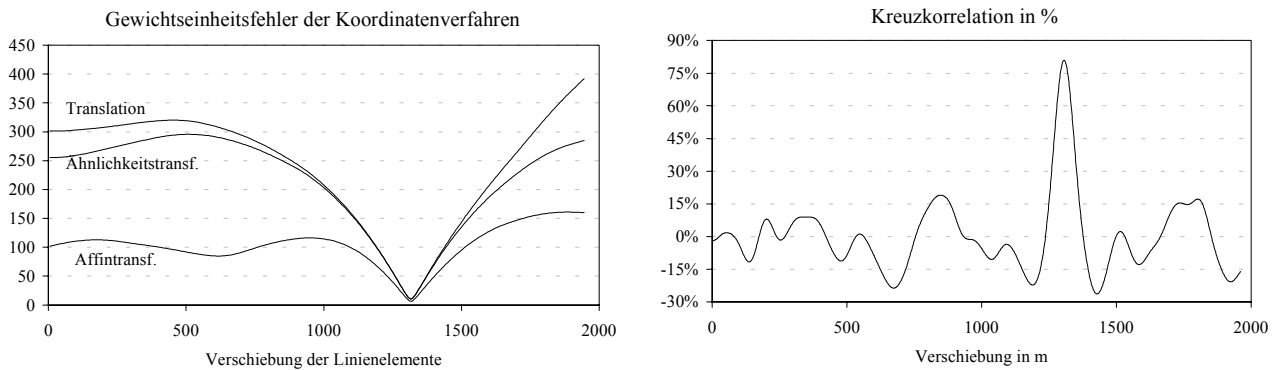 Gewichtseinheitsfehler der Koordinatenverfahren
450
400
350
300
250
200
150
100
50
0
Translation
Ähnlichkeitstransf.
Affintransf.
0 500 1000 1500 2000
Verschiebung der Linienelemente
Kreuzkorrelation in %
90%
75%
60%
45%
30%
15%
0%
-15%
-30%
0 500 1000 1500 2000
Verschiebung in m